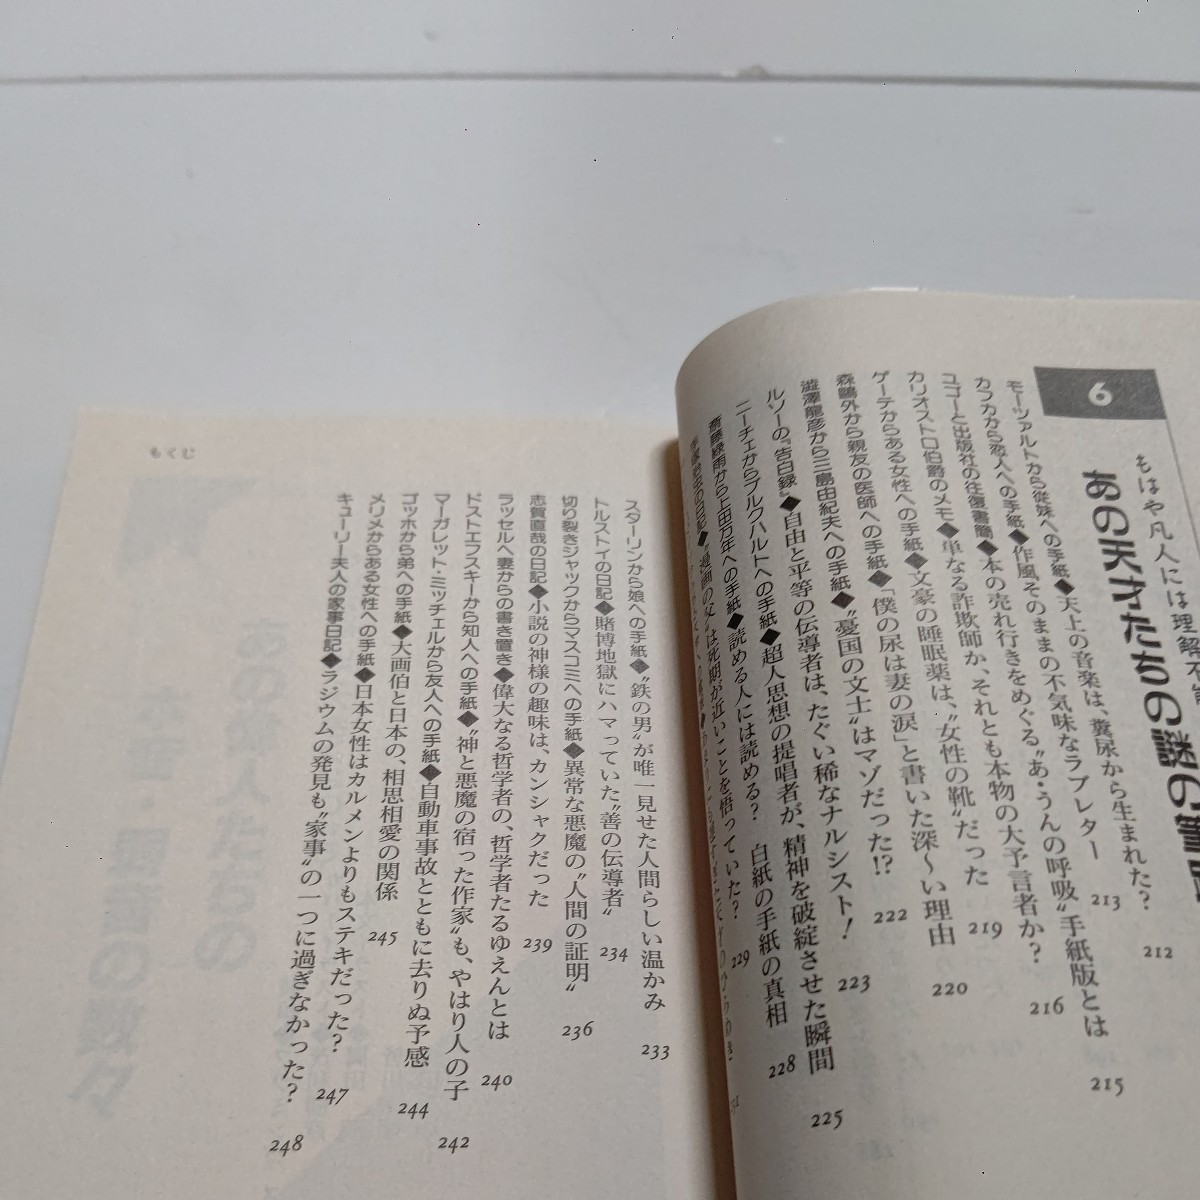 6
もはや凡人には理解不
あの天才たちの謎の
モーツァルトから従妹への手紙◆天上の音楽は、糞尿から生まれた? 212
カフカから恋人への手紙◆作風そのままの不気味なラブレター 213
ユゴーと出版社の往復書簡◆本の売れ行きをめぐる〝あ・うんの呼吸〟手紙版とは 215
カリオストロ伯爵のメモ◆単なる詐欺師か、それとも本物の大予言者か? 216
ゲーテからある女性への手紙◆文豪の睡眠薬は、〝女性の靴〟だった 219
森鷗外から親友の医師への手紙◆「僕の尿は妻の涙」と書いた深〜い理由 220
澁澤龍彦から三島由紀夫への手紙◆〝憂国の文士〟はマゾだった!? 222
ルソーの『告白録』◆自由と平等の伝導者は、たぐい稀なナルシスト! 223
ニーチェからブルクハルトへの手紙◆超人思想の提唱者が、精神を破綻させた瞬間 225
斎藤緑雨から上田万年への手紙◆読める人には読める? 白紙の手紙の真相 228
の日記◆〝漫画の父〟は死期が近いことを悟っていた? 229
スターリンから娘への手紙◆〝鉄の男〟が唯一見せた人間らしい温かみ 233
トルストイの日記◆賭博地獄にハマっていた〝善の伝導者〟 234
切り裂きジャックからマスコミへの手紙◆異常な悪魔の〝人間の証明〟 236
志賀直哉の日記◆小説の神様の趣味は、カンシャクだった 239
ラッセルへ妻からの書き置き◆偉大なる哲学者の、哲学者たるゆえんとは 240
ドストエフスキーから知人への手紙◆〝神と悪魔の宿った作家〟も、やはり人の子 242
マーガレット・ミッチェルから友人への手紙◆自動車事故とともに去りぬ予感 244
ゴッホから弟への手紙◆大画伯と日本の、相思相愛の関係 245
メリメからある女性への手紙◆日本女性はカルメンよりもステキだった? 247
キューリー夫人の家事日記◆ラジウムの発見も〝家事〟の一つに過ぎなかった? 248
もくじ